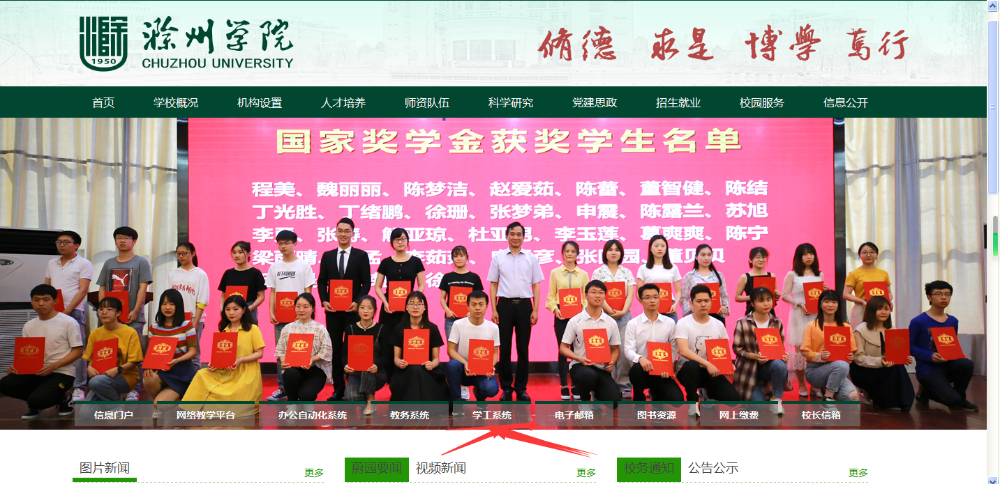 滁州学院
1950
CHUZHOU UNIVERSITY
脩德 求是 博學 篤行
首页 学校概况 机构设置 人才培养 师资队伍 科学研究 党建思政 招生就业 校园服务 信息公开
国家奖学金获奖学生名单
程美、魏丽丽、陈梦洁、赵爱茹、陈蕾、董智健、陈结
丁光胜、丁绪鹏、徐珊、张梦弟、申震、陈露兰、苏旭
张 亚琼、杜亚男、李玉莲、葛爽爽、陈宁
荣誉证书
信息门户 网络教学平台 办公自动化系统 教务系统 学工系统 电子邮箱 图书资源 网上缴费 校长信箱
图片新闻 更多 蔚园要闻 视频新闻 更多 校务通知 公告公示 更多